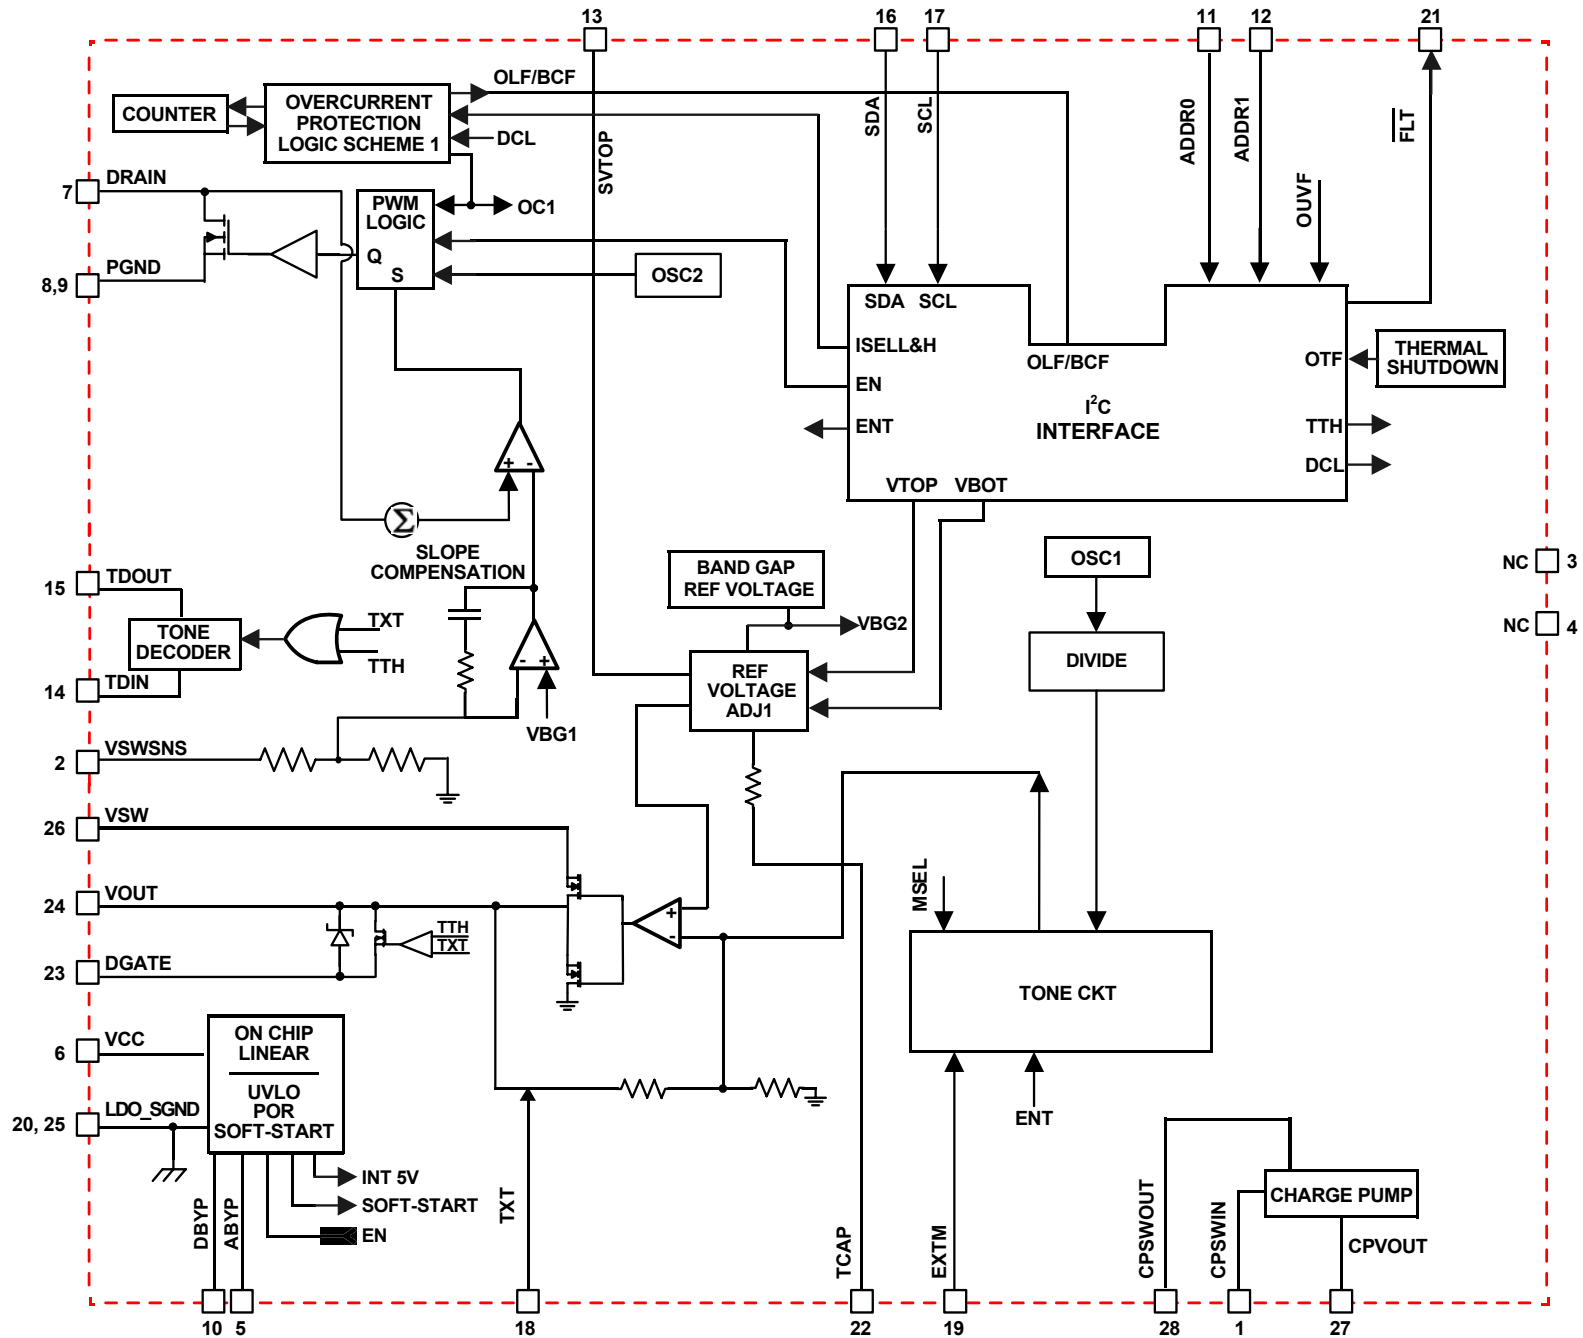 13
16
17
11
12
21
OLF/BCF
COUNTER
OVERCURRENT
PROTECTION
LOGIC SCHEME 1
DCL
SVTOP
SDA
SCL
ADDR0
ADDR1
FLT
OUVF
7
DRAIN
PWM
LOGIC
OC1
Q
S
OSC2
PGND
8,9
SDA
SCL
ISELL&H
OLF/BCF
OTF
THERMAL
SHUTDOWN
EN
ENT
I²C
INTERFACE
TTH
DCL
VTOP
VBOT
+
-
Σ
SLOPE
COMPENSATION
BAND GAP
REF VOLTAGE
OSC1
NC
3
NC
4
15
TDOUT
TONE
DECODER
TXT
TTH
VBG2
DIVIDE
14
TDIN
-
+
REF
VOLTAGE
ADJ1
VBG1
2
VSWSNS
26
VSW
24
VOUT
MSEL
TTH
TXT
+
-
23
DGATE
TONE CKT
6
VCC
ON CHIP
LINEAR
UVLO
POR
SOFT-START
20, 25
LDO_SGND
ENT
INT 5V
SOFT-START
EN
DBYP
ABYP
TXT
TCAP
EXTM
CPSWOUT
CPSWIN
CHARGE PUMP
CPVOUT
10
5
18
22
19
28
1
27